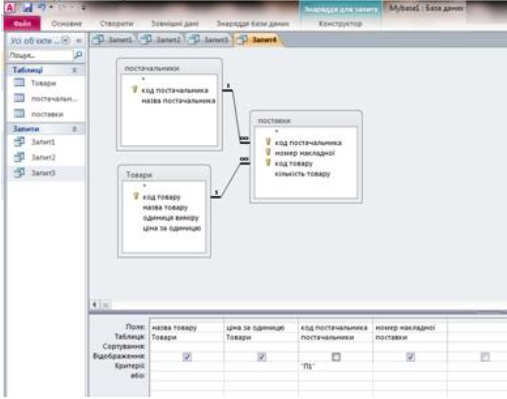 Знаряддя для запиту Mybase1 : База даних
Файл Основне Створити Зовнішні дані Знаряддя бази даних Конструктор
Усі об'єкти ...
Пошук...
Таблиці
Товари
постачальн...
поставки
Запити
Запит1
Запит2
Запит3
Запит1 Запит2 Запит3 Запит4
постачальники
*
код постачальника
назва постачальника
1
∞
поставки
*
код постачальника
номер накладної
код товару
кількість товару
Товари
*
код товару
назва товару
одиниця виміру
ціна за одиницю
1
∞
Поле: назва товару ціна за одиницю код постачальника номер накладної
Таблиця: Товари Товари постачальники поставки
Сортування:
Відображення:
Критерії: "П1"
або: